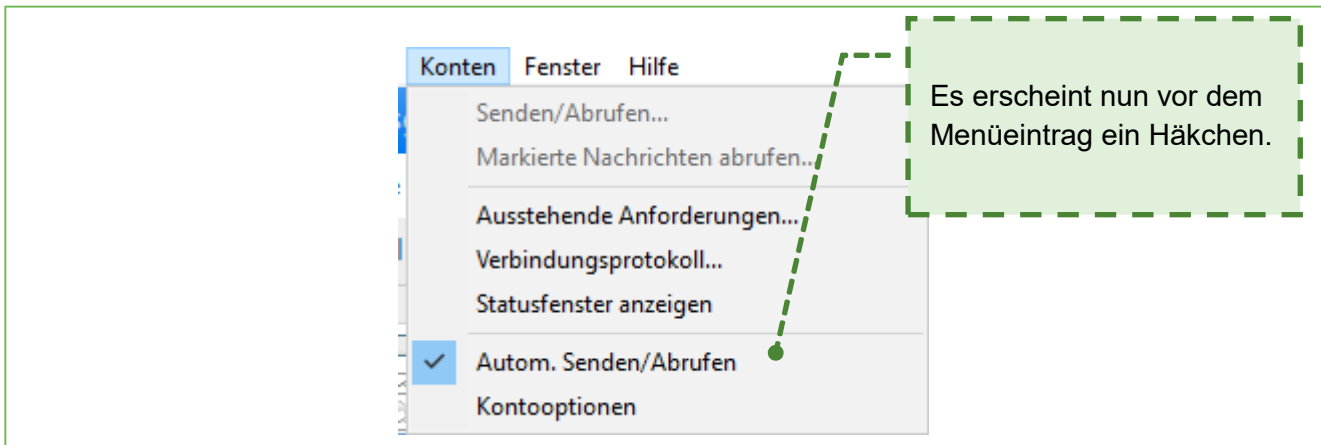 Konten Fenster Hilfe
Senden/Abrufen...
Markierte Nachrichten abrufen...
Ausstehende Anforderungen...
Verbindungsprotokoll...
Statusfenster anzeigen
Autom. Senden/Abrufen
Kontooptionen
Es erscheint nun vor dem
Menüeintrag ein Häkchen.